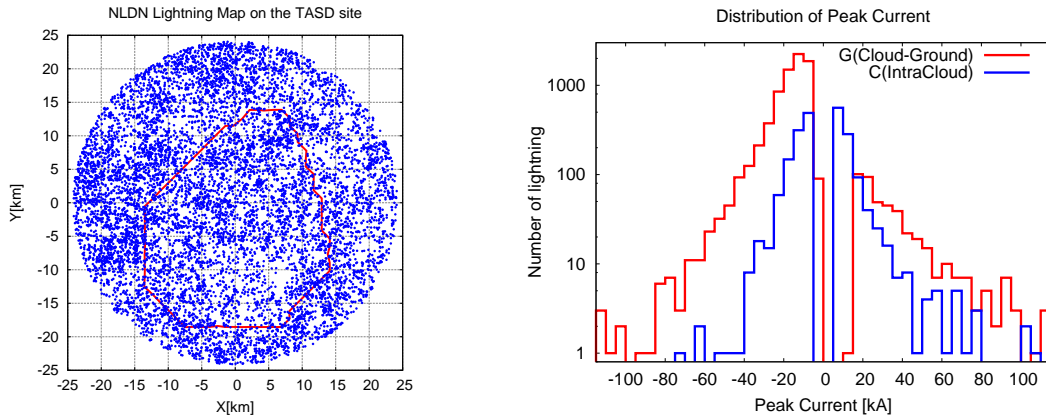 NLDN Lightning Map on the TASD site
25
20
15
10
5
0
-5
-10
-15
-20
-25
Y[km]
-25 -20 -15 -10 -5 0 5 10 15 20 25
X[km]
Distribution of Peak Current
G(Cloud-Ground)
C(IntraCloud)
1000
100
10
1
Number of lightning
-100 -80 -60 -40 -20 0 20 40 60 80 100
Peak Current [kA]